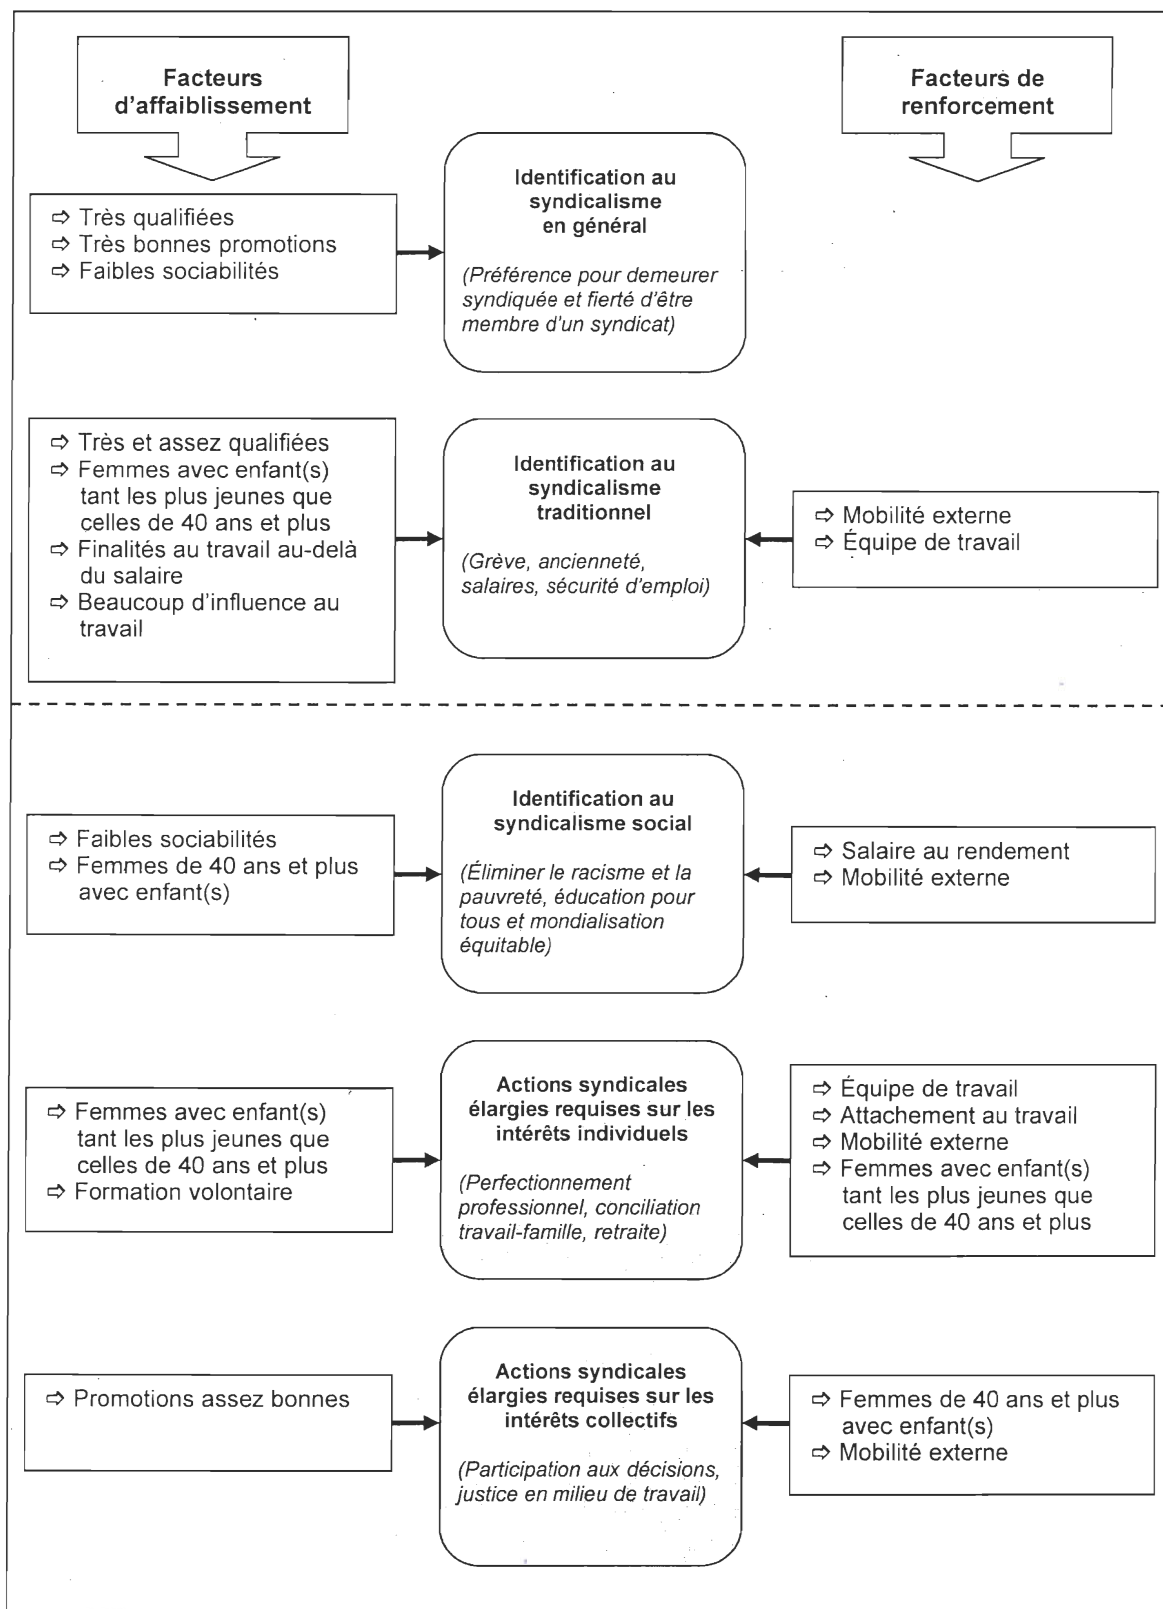 Facteurs
d'affaiblissement
Facteurs de
renforcement
⇨ Très qualifiées
⇨ Très bonnes promotions
⇨ Faibles sociabilités
Identification au
syndicalisme
en général
(Préférence pour demeurer
syndiquée et fierté d'être
membre d'un syndicat)
⇨ Très et assez qualifiées
⇨ Femmes avec enfant(s)
tant les plus jeunes que
celles de 40 ans et plus
⇨ Finalités au travail au-delà
du salaire
⇨ Beaucoup d'influence au
travail
Identification au
syndicalisme
traditionnel
(Grève, ancienneté,
salaires, sécurité d'emploi)
⇨ Mobilité externe
⇨ Équipe de travail
⇨ Faibles sociabilités
⇨ Femmes de 40 ans et plus
avec enfant(s)
Identification au
syndicalisme social
(Éliminer le racisme et la
pauvreté, éducation pour
tous et mondialisation
équitable)
⇨ Salaire au rendement
⇨ Mobilité externe
⇨ Femmes avec enfant(s)
tant les plus jeunes que
celles de 40 ans et plus
⇨ Formation volontaire
Actions syndicales
élargies requises sur les
intérêts individuels
(Perfectionnement
professionnel, conciliation
travail-famille, retraite)
⇨ Équipe de travail
⇨ Attachement au travail
⇨ Mobilité externe
⇨ Femmes avec enfant(s)
tant les plus jeunes que
celles de 40 ans et plus
⇨ Promotions assez bonnes
Actions syndicales
élargies requises sur les
intérêts collectifs
(Participation aux décisions,
justice en milieu de travail)
⇨ Femmes de 40 ans et plus
avec enfant(s)
⇨ Mobilité externe